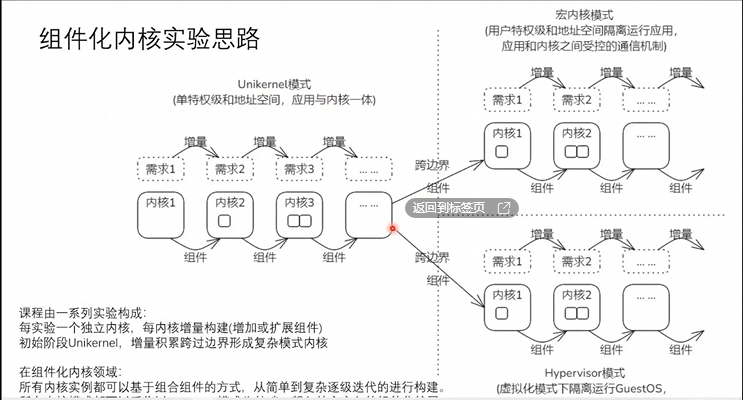 组件化内核实验思路
Unikernel模式
(单特权级和地址空间，应用与内核一体)
增量 增量 增量
需求1 需求2 需求3 … …
内核1 内核2 内核3 … …
组件 组件 组件
跨边界
组件
返回到标签页
跨边界
组件
宏内核模式
(用户特权级和地址空间隔离运行应用，
应用和内核之间受控的通信机制)
增量 增量 增量
需求1 需求2 … …
内核1 内核2 … …
组件 组件 组件
增量 增量 增量
需求1 需求2 … …
内核1 内核2 … …
组件 组件 组件
Hypervisor模式
(虚拟化模式下隔离运行GuestOS，
课程由一系列实验构成：
每实验一个独立内核，每内核增量构建(增加或扩展组件)
初始阶段Unikernel，增量积累跨过边界形成复杂模式内核
在组件化内核领域：
所有内核实例都可以基于组合组件的方式，从简单到复杂逐级迭代的进行构建。